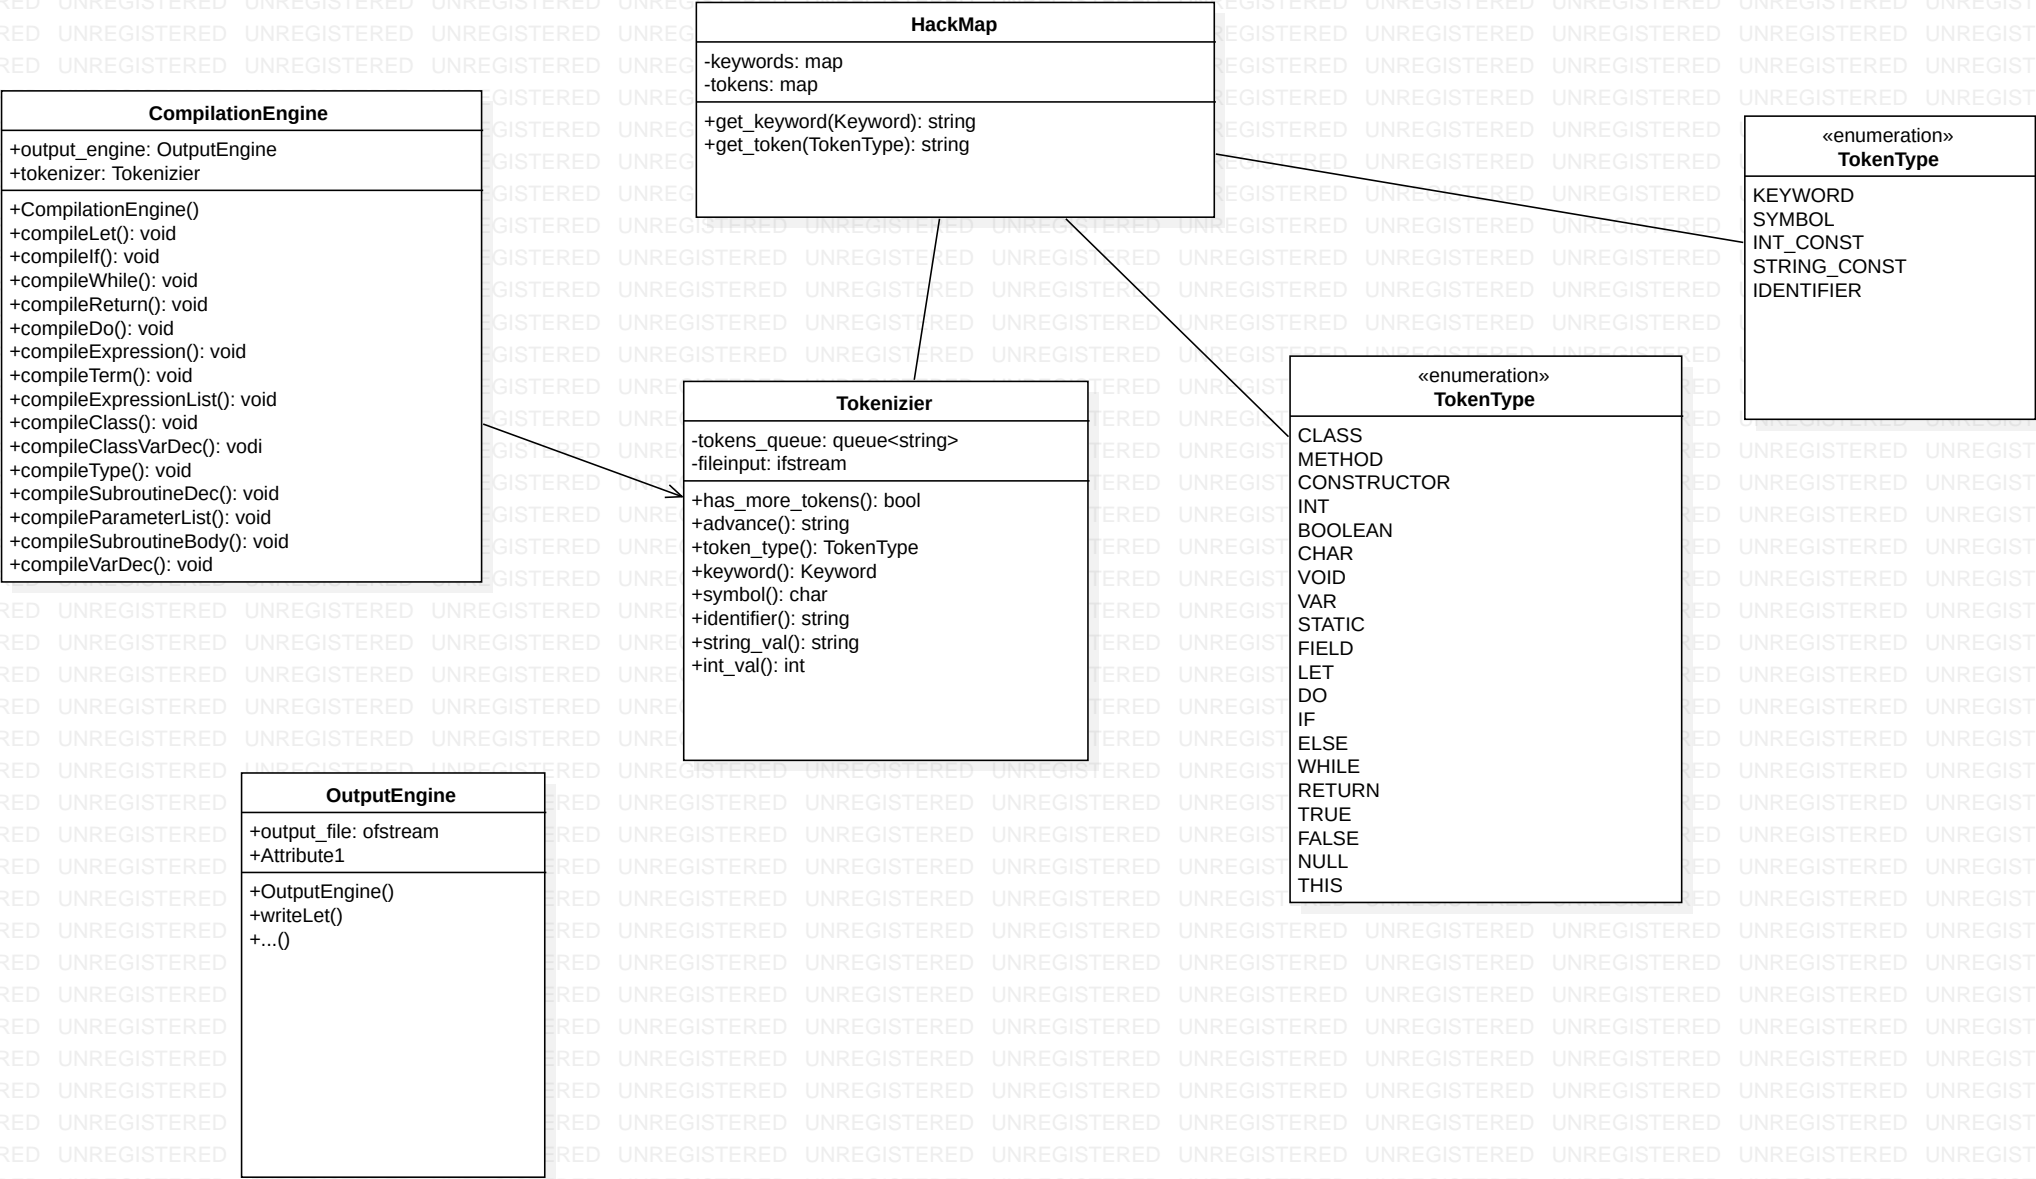 HackMap
-keywords: map
-tokens: map
+get_keyword(Keyword): string
+get_token(TokenType): string
CompilationEngine
+output_engine: OutputEngine
+tokenizer: Tokenizier
+CompilationEngine()
+compileLet(): void
+compileIf(): void
+compileWhile(): void
+compileReturn(): void
+compileDo(): void
+compileExpression(): void
+compileTerm(): void
+compileExpressionList(): void
+compileClass(): void
+compileClassVarDec(): vodi
+compileType(): void
+compileSubroutineDec(): void
+compileParameterList(): void
+compileSubroutineBody(): void
+compileVarDec(): void
«enumeration»
TokenType
KEYWORD
SYMBOL
INT_CONST
STRING_CONST
IDENTIFIER
Tokenizier
-tokens_queue: queue<string>
-fileinput: ifstream
+has_more_tokens(): bool
+advance(): string
+token_type(): TokenType
+keyword(): Keyword
+symbol(): char
+identifier(): string
+string_val(): string
+int_val(): int
«enumeration»
TokenType
CLASS
METHOD
CONSTRUCTOR
INT
BOOLEAN
CHAR
VOID
VAR
STATIC
FIELD
LET
DO
IF
ELSE
WHILE
RETURN
TRUE
FALSE
NULL
THIS
OutputEngine
+output_file: ofstream
+Attribute1
+OutputEngine()
+writeLet()
+...()
UNREGISTERED